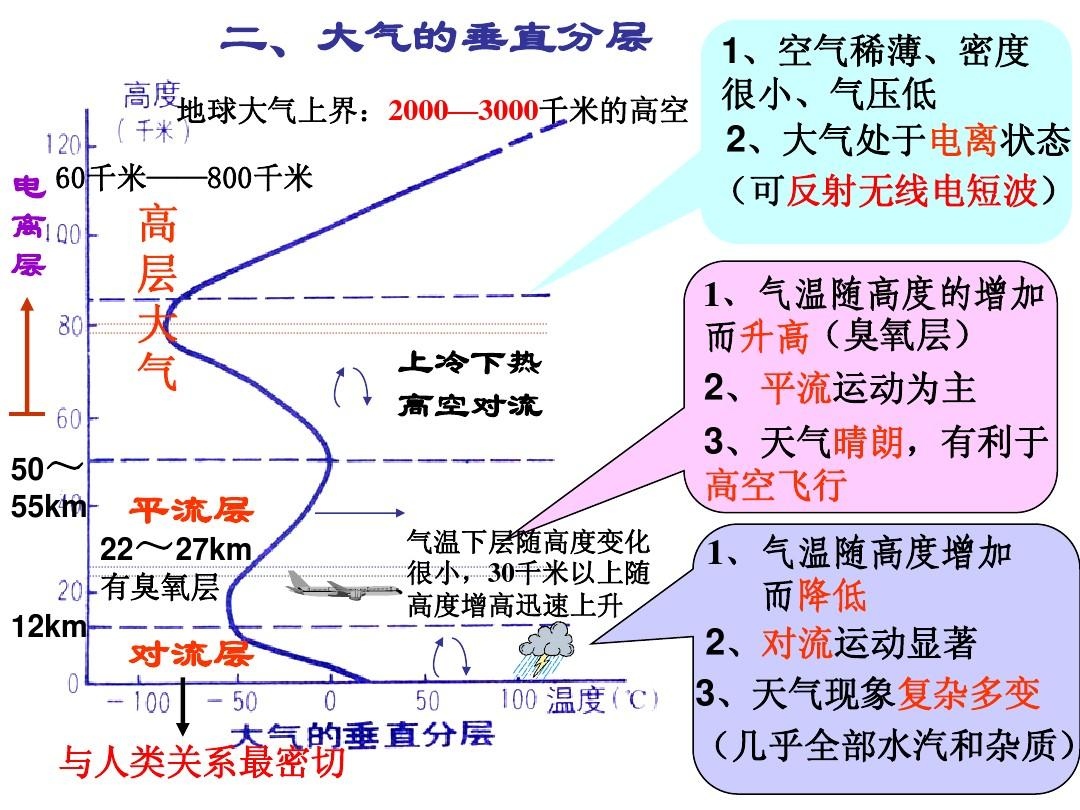 二、大气的垂直分层
高度
（千米）
地球大气上界：2000—3000千米的高空
120
60千米——800千米
电离层
100
高层大气
80
上冷下热
高空对流
60
50～
55km
40
平流层
22～27km
有臭氧层
气温下层随高度变化
很小，30千米以上随
高度增高迅速上升
20
12km
对流层
0
－100 －50 0 50 100 温度(℃)
大气的垂直分层
与人类关系最密切
1、空气稀薄、密度
很小、气压低
2、大气处于电离状态
（可反射无线电短波）
1、气温随高度的增加
而升高（臭氧层）
2、平流运动为主
3、天气晴朗，有利于
高空飞行
1、气温随高度增加
而降低
2、对流运动显著
3、天气现象复杂多变
（几乎全部水汽和杂质）